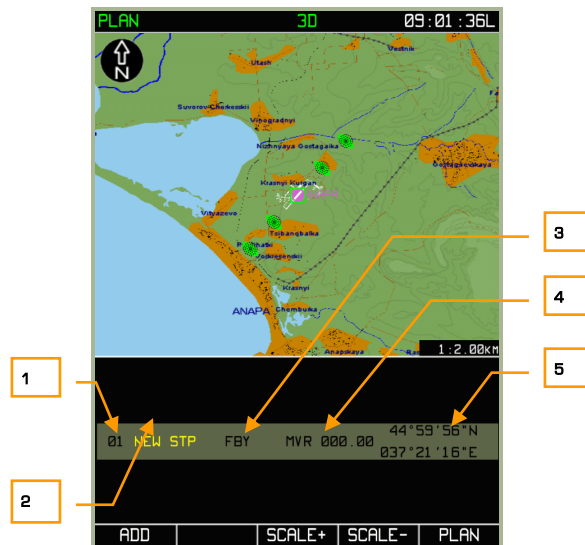 PLAN 3D 09:01:36L
N
Vestnik
Utash
Suvorov-Cherkesskii
Vinogradnyi
Nizhnyaya Gostagaika
Gostagaevskaya
Krasnyi Kurgan
Vityazevo
Tsibanobalka
Voskresenskii
Krasnyi
ANAPA Chemburka
Anapskaya
1:2.00KM
3
4
5
1
2
44°59'56"N
01 NEW STP FBY MVR 000.00
037°21'16"E
ADD SCALE+ SCALE- PLAN